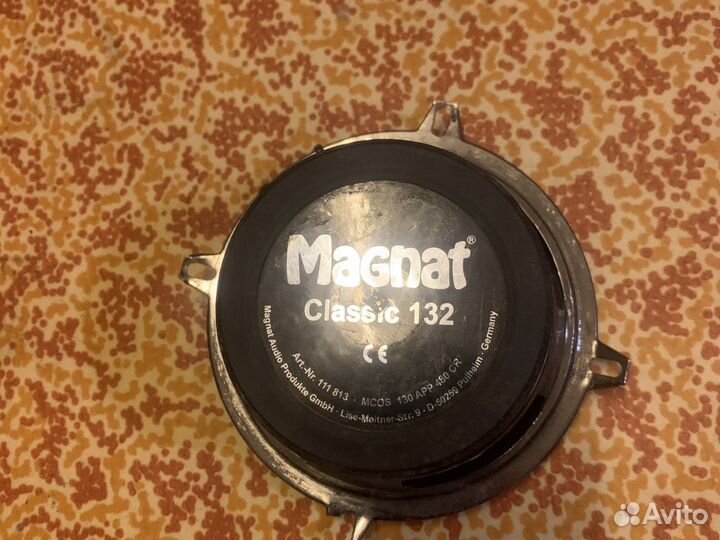 Magnat®
Classic 132
CE
Art.-Nr. 111 813 · MCOS 130 APP 460 CR
Magnat Audio Produkte GmbH · Lise-Meitner-Str. 9 · D-50259 Pulheim · Germany
Avito